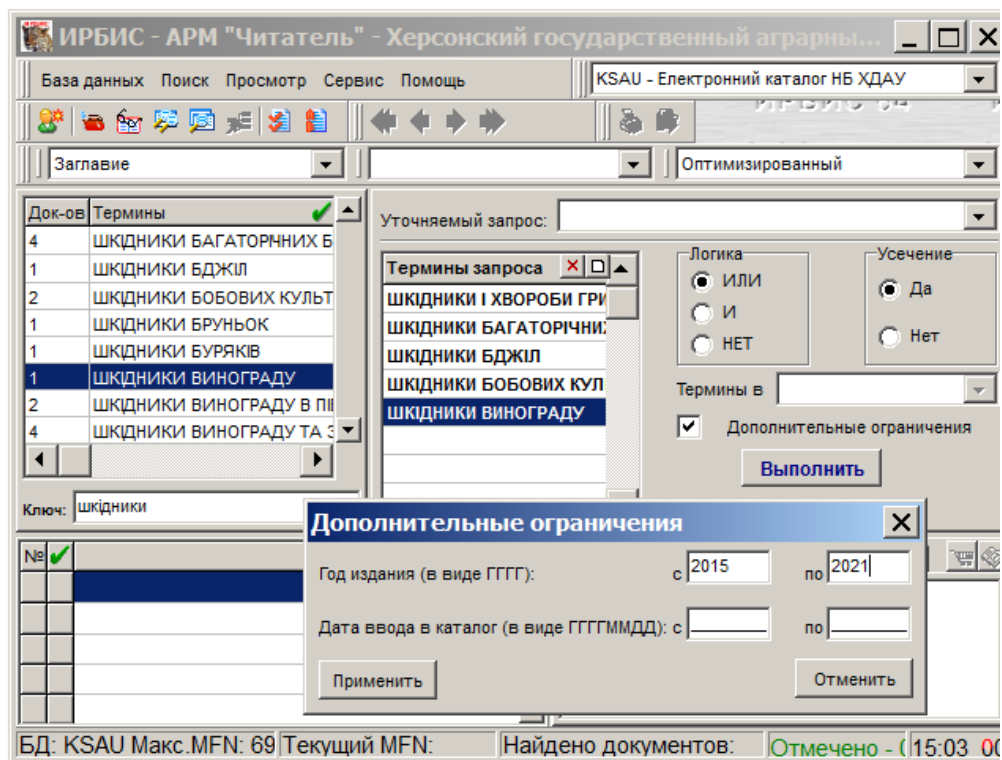 ИРБИС - АРМ "Читатель" - Херсонский государственный аграрны...
База данных Поиск Просмотр Сервис Помощь
KSAU - Електронний каталог НБ ХДАУ
Заглавие
Оптимизированный
Док-ов Термины
4 ШКІДНИКИ БАГАТОРІЧНИХ Б
1 ШКІДНИКИ БДЖІЛ
2 ШКІДНИКИ БОБОВИХ КУЛЬТ
1 ШКІДНИКИ БРУНЬОК
1 ШКІДНИКИ БУРЯКІВ
1 ШКІДНИКИ ВИНОГРАДУ
2 ШКІДНИКИ ВИНОГРАДУ В ПІ
4 ШКІДНИКИ ВИНОГРАДУ ТА З
Ключ: шкідники
Уточняемый запрос:
Термины запроса
ШКІДНИКИ І ХВОРОБИ ГРИ
ШКІДНИКИ БАГАТОРІЧНИ
ШКІДНИКИ БДЖІЛ
ШКІДНИКИ БОБОВИХ КУЛ
ШКІДНИКИ ВИНОГРАДУ
Логика
ИЛИ
И
НЕТ
Усечение
Да
Нет
Термины в
Дополнительные ограничения
Выполнить
№
Дополнительные ограничения
Год издания (в виде ГГГГ): с 2015 по 2021
Дата ввода в каталог (в виде ГГГГММДД): с по
Применить
Отменить
БД: KSAU Макс.MFN: 69 Текущий MFN: Найдено документов: Отмечено - 15:03